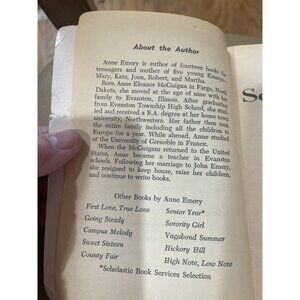 About the Author
Anne Emery is author of fourteen books for
teenagers and mother of five young Emerys—
Mary, Kate, Joan, Robert, and Martha.
Born Anne Eleanor McGuigan in Fargo, North
Dakota, she moved at the age of nine with her
family to Evanston, Illinois. After graduation
from Evanston Township High School, she stud-
ied and received a B.A. degree at her home town
university, Northwestern. Her father then took
the entire family including all the children to
Europe for a while abroad. Anne studied at
the University of Grenoble in France.
When the McGuigans returned to the United
States, Anne became a teacher in Evanston
schools. Following her marriage to John Emery,
she resigned to keep house, raise her children
and continue to write books.
Other Books by Anne Emery
First Love, True Love Senior Year*
Going Steady Sorority Girl
Campus Melody Vagabond Summer
Sweet Sixteen Hickory Hill
County Fair High Note, Low Note
*Scholastic Book Services Selection